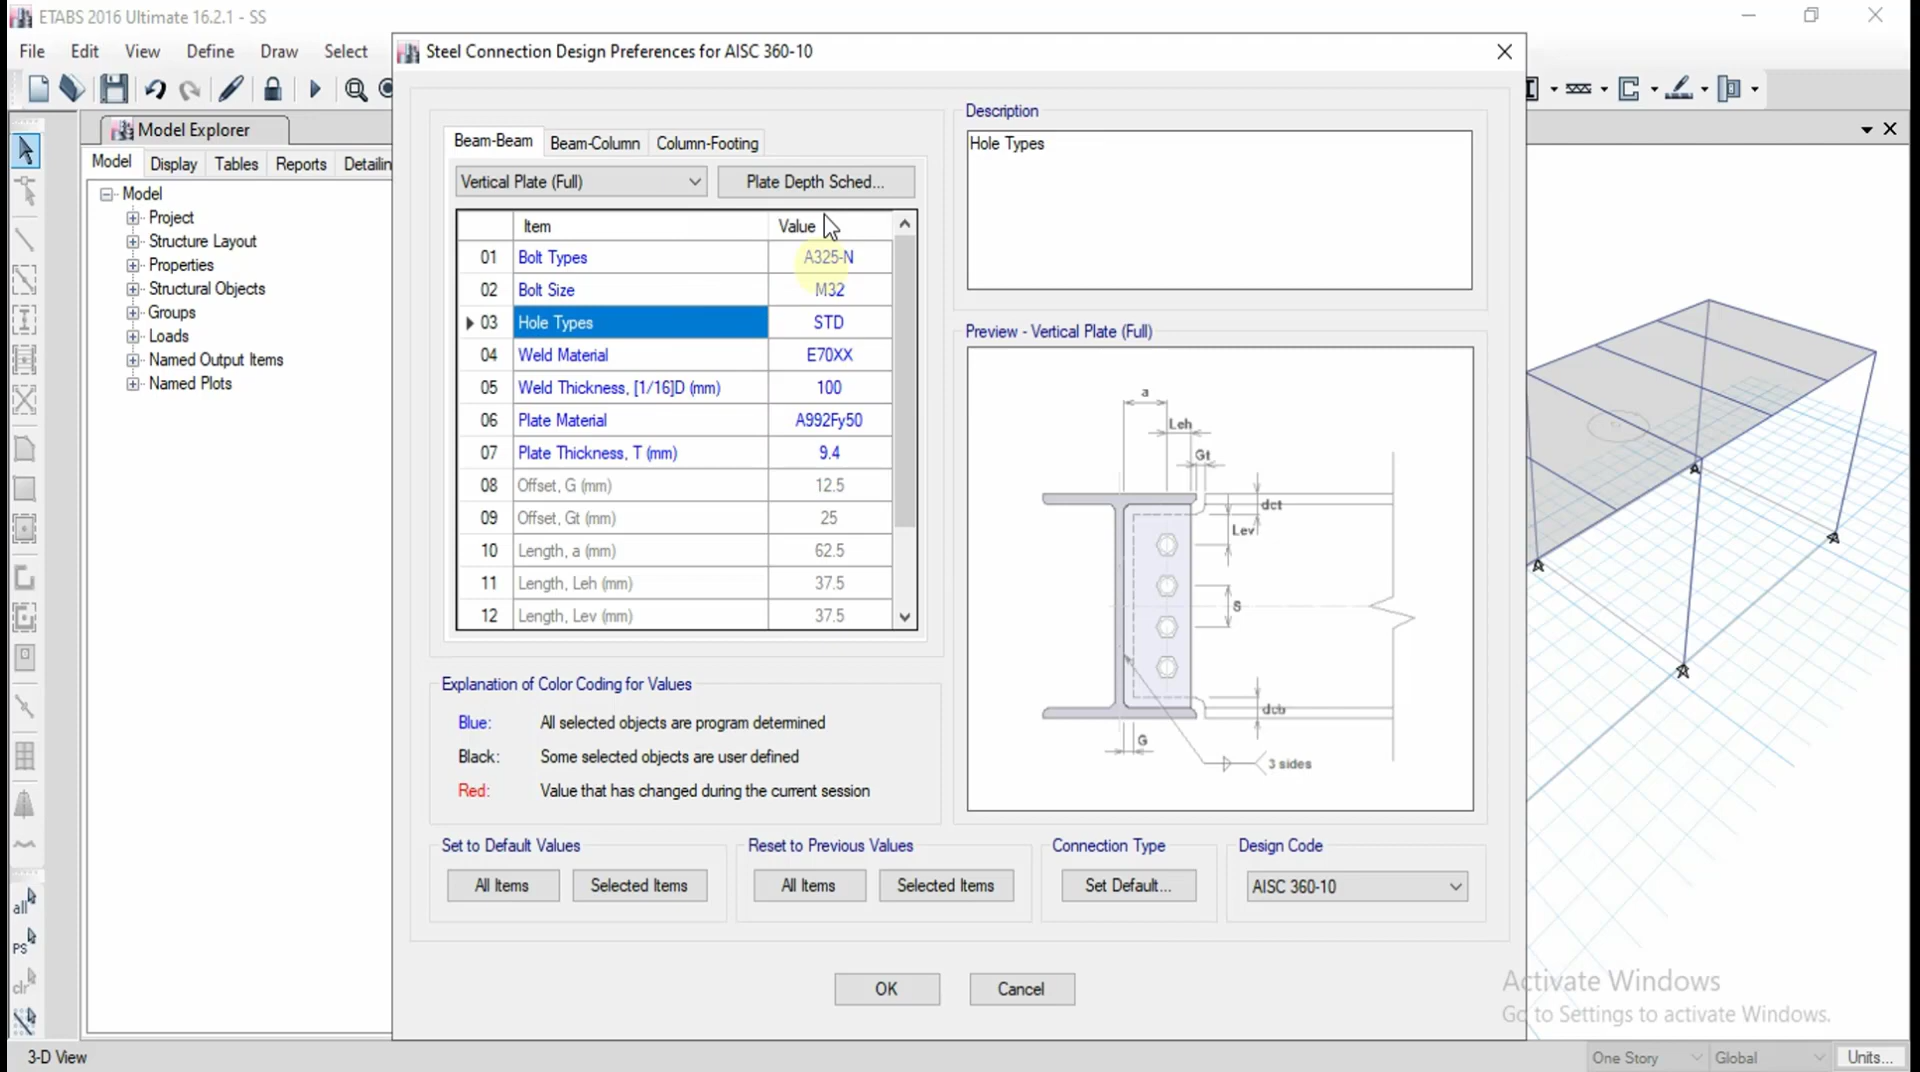 ETABS 2016 Ultimate 16.2.1 - SS
File Edit View Define Draw Select
Steel Connection Design Preferences for AISC 360-10
Model Explorer
Model Display Tables Reports Detailin
Model
Project
Structure Layout
Properties
Structural Objects
Groups
Loads
Named Output Items
Named Plots
Beam-Beam Beam-Column Column-Footing
Vertical Plate (Full) Plate Depth Sched...
Item Value
01 Bolt Types A325-N
02 Bolt Size M32
03 Hole Types STD
04 Weld Material E70XX
05 Weld Thickness, [1/16]D (mm) 100
06 Plate Material A992Fy50
07 Plate Thickness, T (mm) 9.4
08 Offset, G (mm) 12.5
09 Offset, Gt (mm) 25
10 Length, a (mm) 62.5
11 Length, Leh (mm) 37.5
12 Length, Lev (mm) 37.5
Explanation of Color Coding for Values
Blue: All selected objects are program determined
Black: Some selected objects are user defined
Red: Value that has changed during the current session
Description
Hole Types
Preview - Vertical Plate (Full)
a
Leh
Gt
dct
Lev
S
dcb
G
3 sides
Set to Default Values
All Items Selected Items
Reset to Previous Values
All Items Selected Items
Connection Type
Set Default...
Design Code
AISC 360-10
OK Cancel
all
PS
clr
Activate Windows
Go to Settings to activate Windows.
3-D View
One Story Global Units...